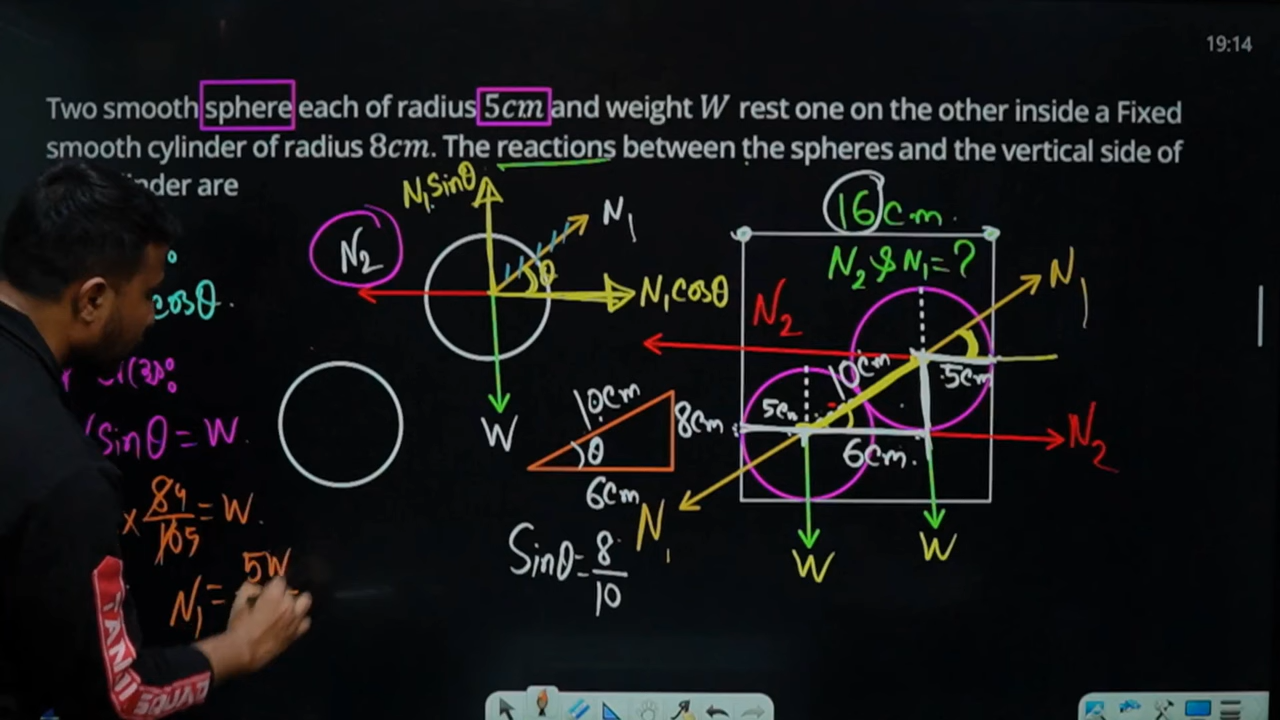 19:14
Two smooth sphere each of radius 5cm and weight W rest one on the other inside a Fixed
smooth cylinder of radius 8cm. The reactions between the spheres and the vertical side of
inder are
N₁sinθ
N₁
N₂
θ
N₁cosθ
W
16cm.
N₂ & N₁ = ?
N₁
N₂
10cm
5cm
5cm
6cm.
N₂
N₁
W
W
10cm
8cm.
θ
6cm
Sinθ = 8/10
cosθ.
sinθ = W.
× 84/105 = W.
N₁ = 5W
TANJI
SQUAD